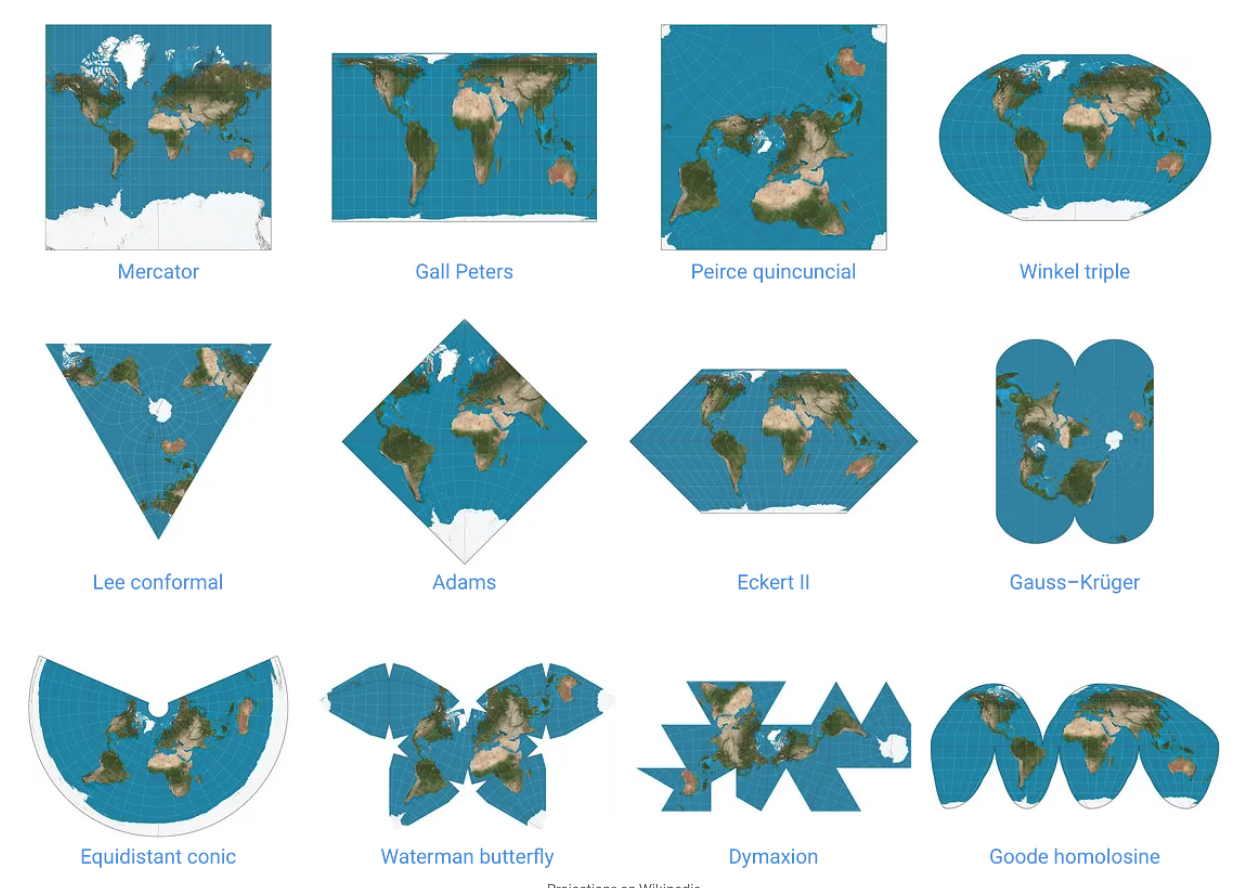 Mercator
Gall Peters
Peirce quincuncial
Winkel triple
Lee conformal
Adams
Eckert II
Gauss–Krüger
Equidistant conic
Waterman butterfly
Dymaxion
Goode homolosine
Projections on Wikipedia